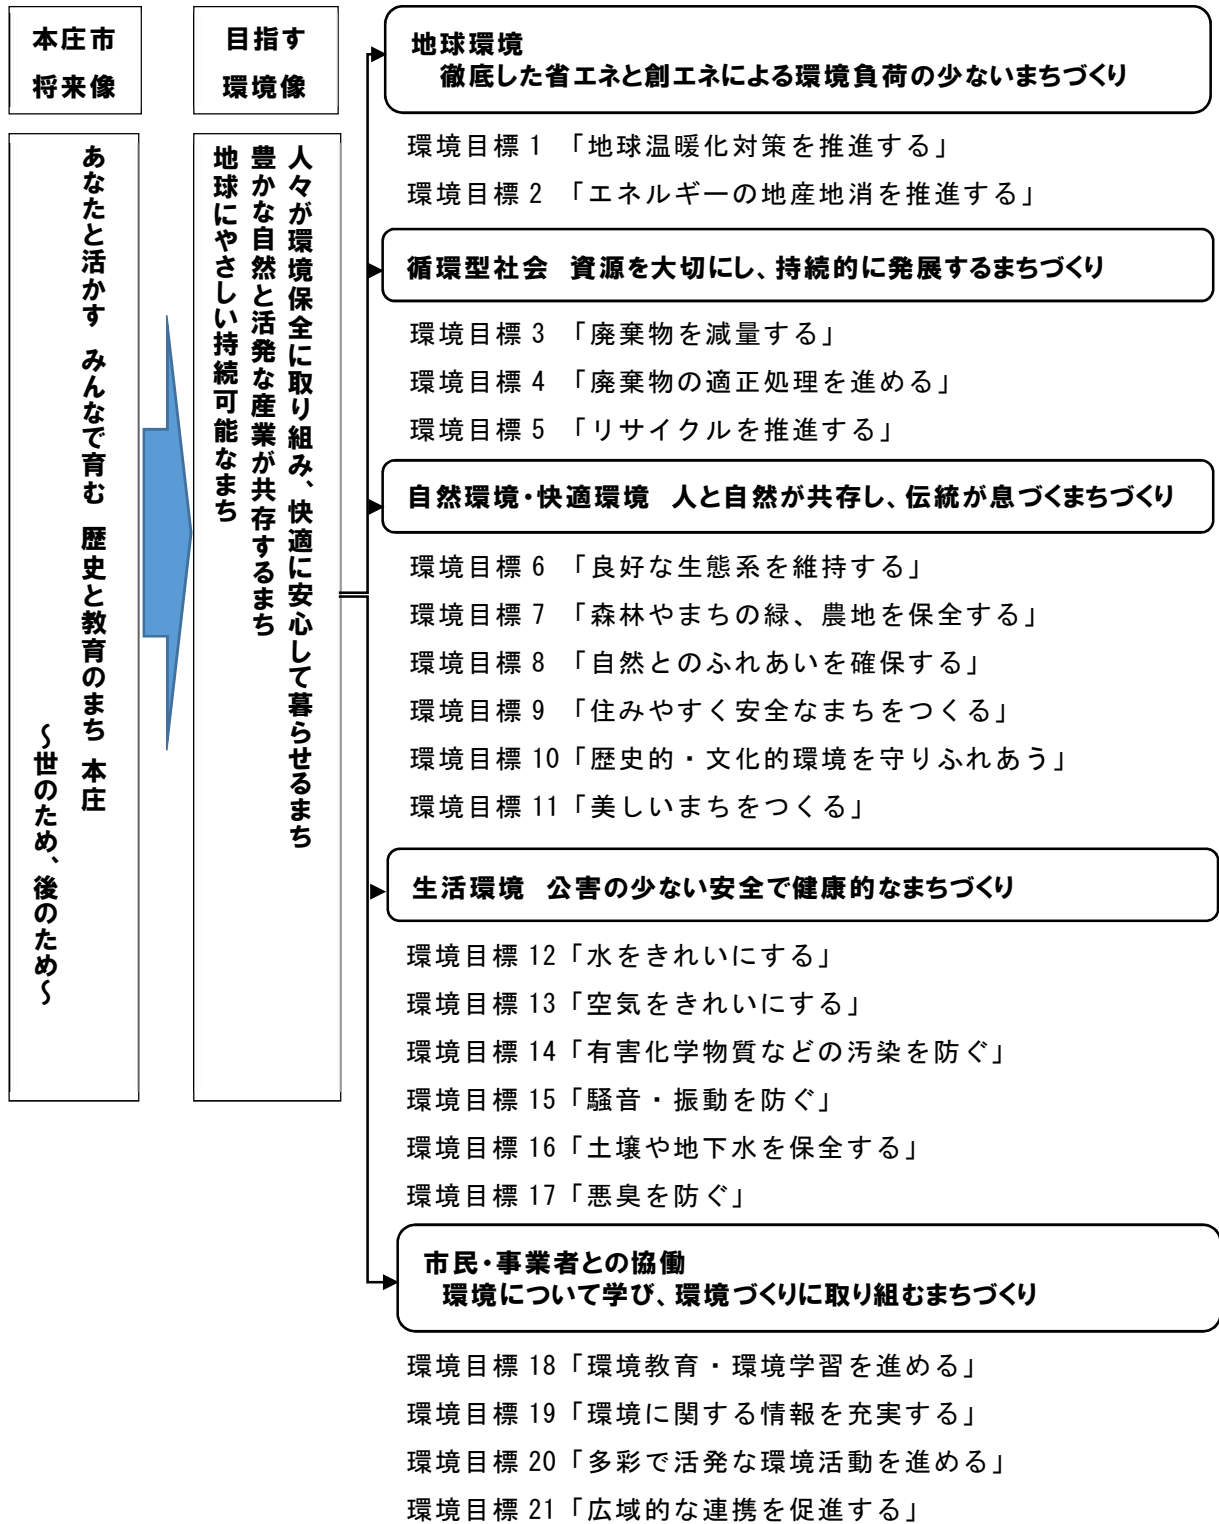 本庄市
将来像
あなたと活かす みんなで育む 歴史と教育のまち 本庄
～世のため、後のため～
目指す
環境像
人々が環境保全に取り組み、快適に安心して暮らせるまち
豊かな自然と活発な産業が共存するまち
地球にやさしい持続可能なまち
地球環境
徹底した省エネと創エネによる環境負荷の少ないまちづくり
環境目標1 「地球温暖化対策を推進する」
環境目標2 「エネルギーの地産地消を推進する」
循環型社会 資源を大切にし、持続的に発展するまちづくり
環境目標3 「廃棄物を減量する」
環境目標4 「廃棄物の適正処理を進める」
環境目標5 「リサイクルを推進する」
自然環境・快適環境 人と自然が共存し、伝統が息づくまちづくり
環境目標6 「良好な生態系を維持する」
環境目標7 「森林やまちの緑、農地を保全する」
環境目標8 「自然とのふれあいを確保する」
環境目標9 「住みやすく安全なまちをつくる」
環境目標10「歴史的・文化的環境を守りふれあう」
環境目標11「美しいまちをつくる」
生活環境 公害の少ない安全で健康的なまちづくり
環境目標12「水をきれいにする」
環境目標13「空気をきれいにする」
環境目標14「有害化学物質などの汚染を防ぐ」
環境目標15「騒音・振動を防ぐ」
環境目標16「土壌や地下水を保全する」
環境目標17「悪臭を防ぐ」
市民・事業者との協働
環境について学び、環境づくりに取り組むまちづくり
環境目標18「環境教育・環境学習を進める」
環境目標19「環境に関する情報を充実する」
環境目標20「多彩で活発な環境活動を進める」
環境目標21「広域的な連携を促進する」